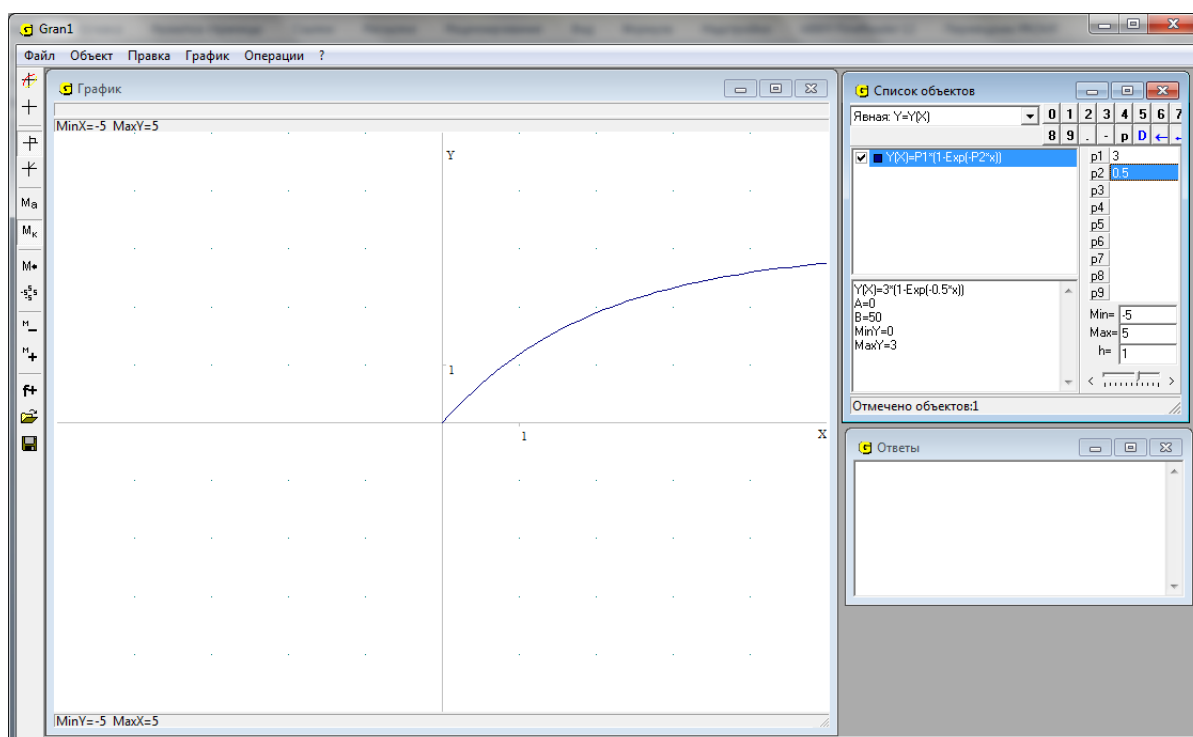 Gran1
Файл Объект Правка График Операции ?
График
MinX=-5 MaxY=5
Y
1
1
X
MinY=-5 MaxX=5
Ma
Mк
M
M
M
f+
Список объектов
Явная: Y=Y(X)
0 1 2 3 4 5 6 7
8 9 . - p D ←
Y(X)=P1*(1-Exp(-P2*x))
p1 3
p2 0.5
p3
p4
p5
p6
p7
p8
p9
Y(X)=3*(1-Exp(-0.5*x))
A=0
B=50
MinY=0
MaxY=3
Min= -5
Max= 5
h= 1
< >
Отмечено объектов:1
Ответы